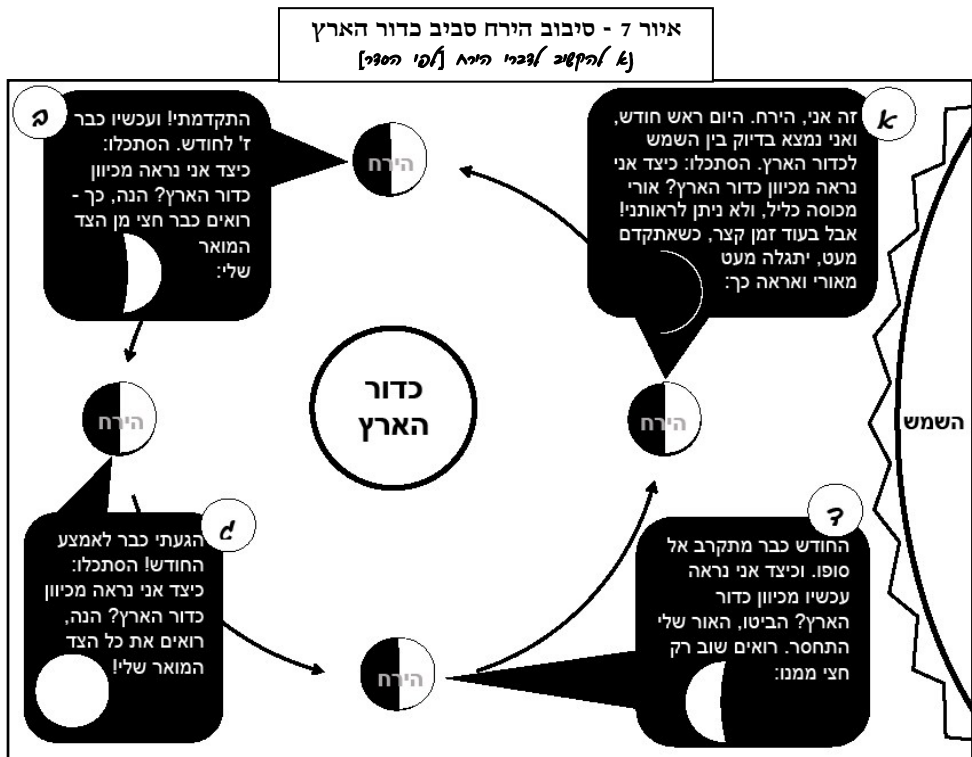 איור 7 - סיבוב הירח סביב כדור הארץ
[נא להקשיב לדברי הירח [לפי הסדר
א
זה אני, הירח. היום ראש חודש,
ואני נמצא בדיוק בין השמש
לכדור הארץ. הסתכלו: כיצד אני
נראה מכיוון כדור הארץ? אורי
מכוסה כליל, ולא ניתן לראותני!
אבל בעוד זמן קצר, כשאתקדם
מעט, יתגלה מעט
מאורי ואראה כך:
ב
התקדמתי! ועכשיו כבר
ז' לחודש. הסתכלו:
כיצד אני נראה מכיוון
כדור הארץ? הנה, כך -
רואים כבר חצי מן הצד
המואר
שלי:
הירח
הירח
כדור
הארץ
הירח
השמש
ג
הגעתי כבר לאמצע
החודש! הסתכלו:
כיצד אני נראה מכיוון
כדור הארץ? הנה,
רואים את כל הצד
המואר שלי!
ד
החודש כבר מתקרב אל
סופו. וכיצד אני נראה
עכשיו מכיוון כדור
הארץ? הביטו, האור שלי
התחסר. רואים שוב רק
חצי ממנו:
הירח